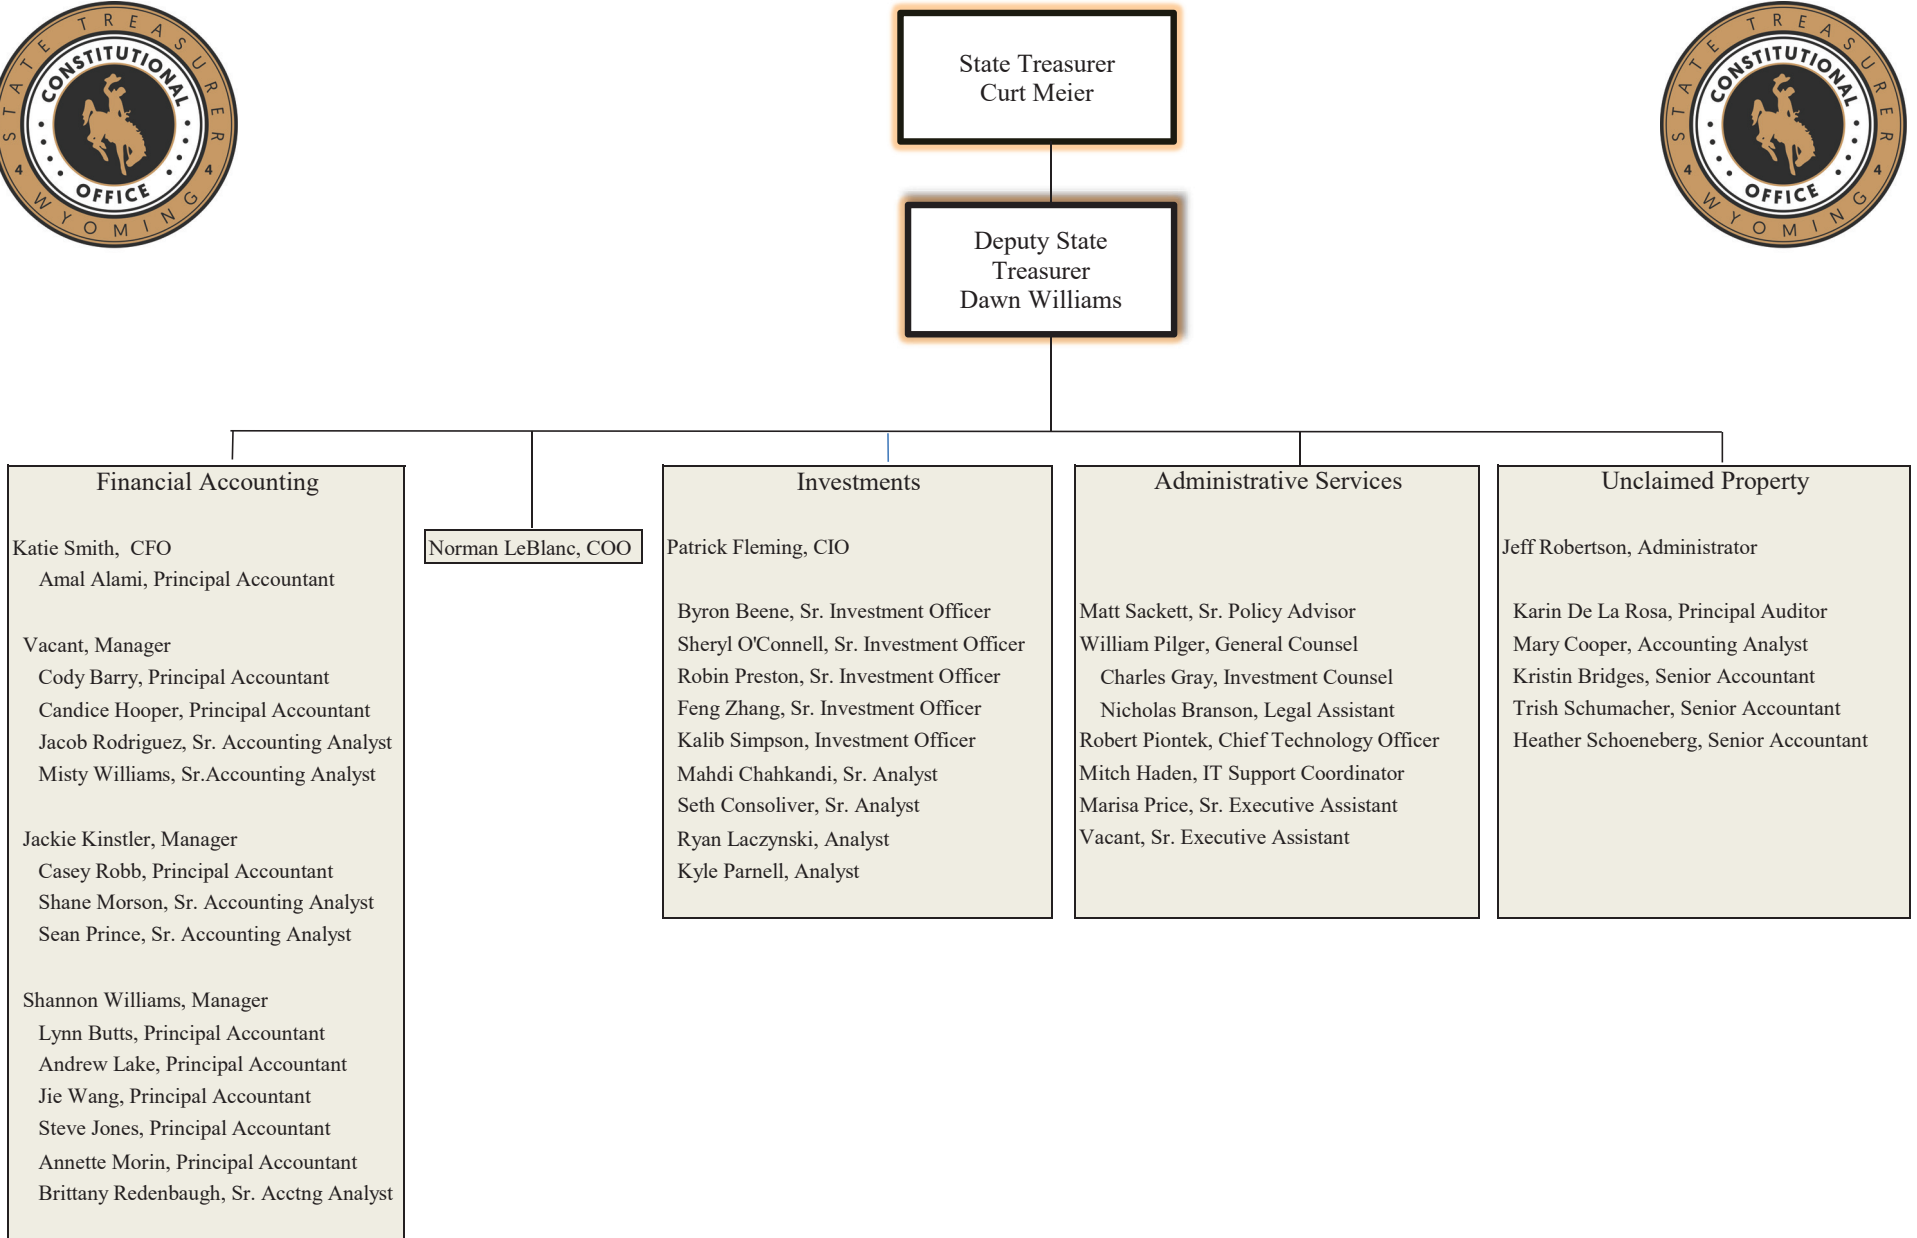 STATE TREASURER
CONSTITUTIONAL
OFFICE
4 WYOMING 4
State Treasurer
Curt Meier
STATE TREASURER
CONSTITUTIONAL
OFFICE
4 WYOMING 4
Deputy State
Treasurer
Dawn Williams
Financial Accounting
Katie Smith,  CFO
Amal Alami, Principal Accountant
Vacant, Manager
Cody Barry, Principal Accountant
Candice Hooper, Principal Accountant
Jacob Rodriguez, Sr. Accounting Analyst
Misty Williams, Sr.Accounting Analyst
Jackie Kinstler, Manager
Casey Robb, Principal Accountant
Shane Morson, Sr. Accounting Analyst
Sean Prince, Sr. Accounting Analyst
Shannon Williams, Manager
Lynn Butts, Principal Accountant
Andrew Lake, Principal Accountant
Jie Wang, Principal Accountant
Steve Jones, Principal Accountant
Annette Morin, Principal Accountant
Brittany Redenbaugh, Sr. Acctng Analyst
Norman LeBlanc, COO
Investments
Patrick Fleming, CIO
Byron Beene, Sr. Investment Officer
Sheryl O'Connell, Sr. Investment Officer
Robin Preston, Sr. Investment Officer
Feng Zhang, Sr. Investment Officer
Kalib Simpson, Investment Officer
Mahdi Chahkandi, Sr. Analyst
Seth Consoliver, Sr. Analyst
Ryan Laczynski, Analyst
Kyle Parnell, Analyst
Administrative Services
Matt Sackett, Sr. Policy Advisor
William Pilger, General Counsel
Charles Gray, Investment Counsel
Nicholas Branson, Legal Assistant
Robert Piontek, Chief Technology Officer
Mitch Haden, IT Support Coordinator
Marisa Price, Sr. Executive Assistant
Vacant, Sr. Executive Assistant
Unclaimed Property
Jeff Robertson, Administrator
Karin De La Rosa, Principal Auditor
Mary Cooper, Accounting Analyst
Kristin Bridges, Senior Accountant
Trish Schumacher, Senior Accountant
Heather Schoeneberg, Senior Accountant